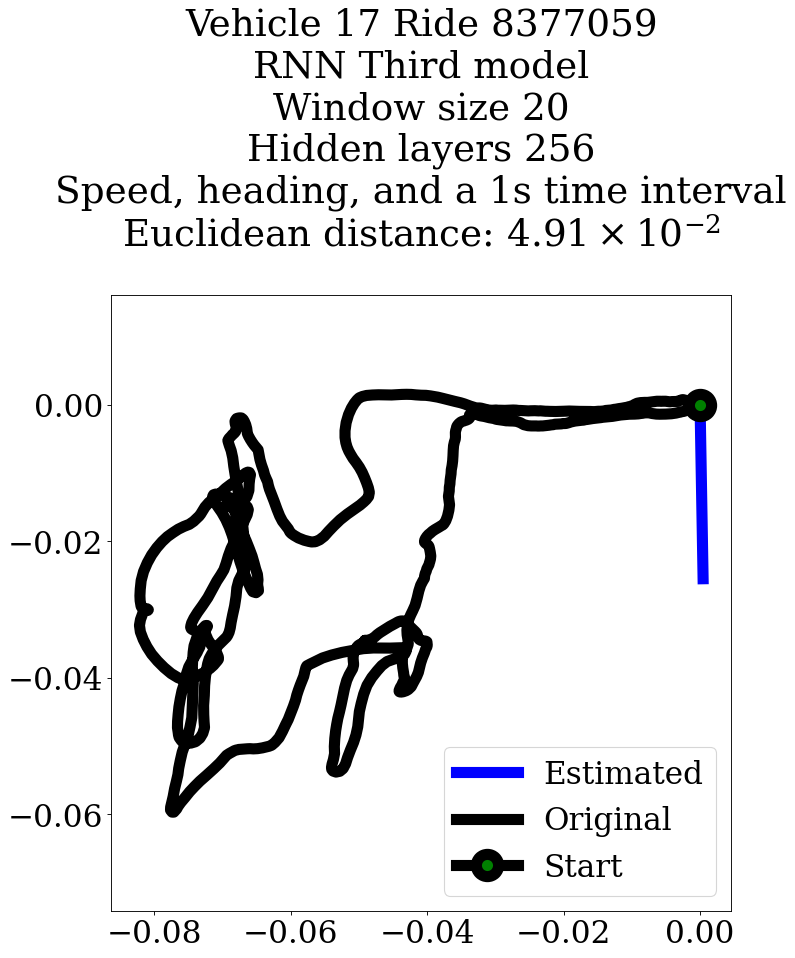 Vehicle 17 Ride 8377059
RNN Third model
Window size 20
Hidden layers 256
Speed, heading, and a 1s time interval
Euclidean distance: 4.91 × 10⁻²
0.00
−0.02
−0.04
−0.06
Estimated
Original
Start
−0.08
−0.06
−0.04
−0.02
0.00